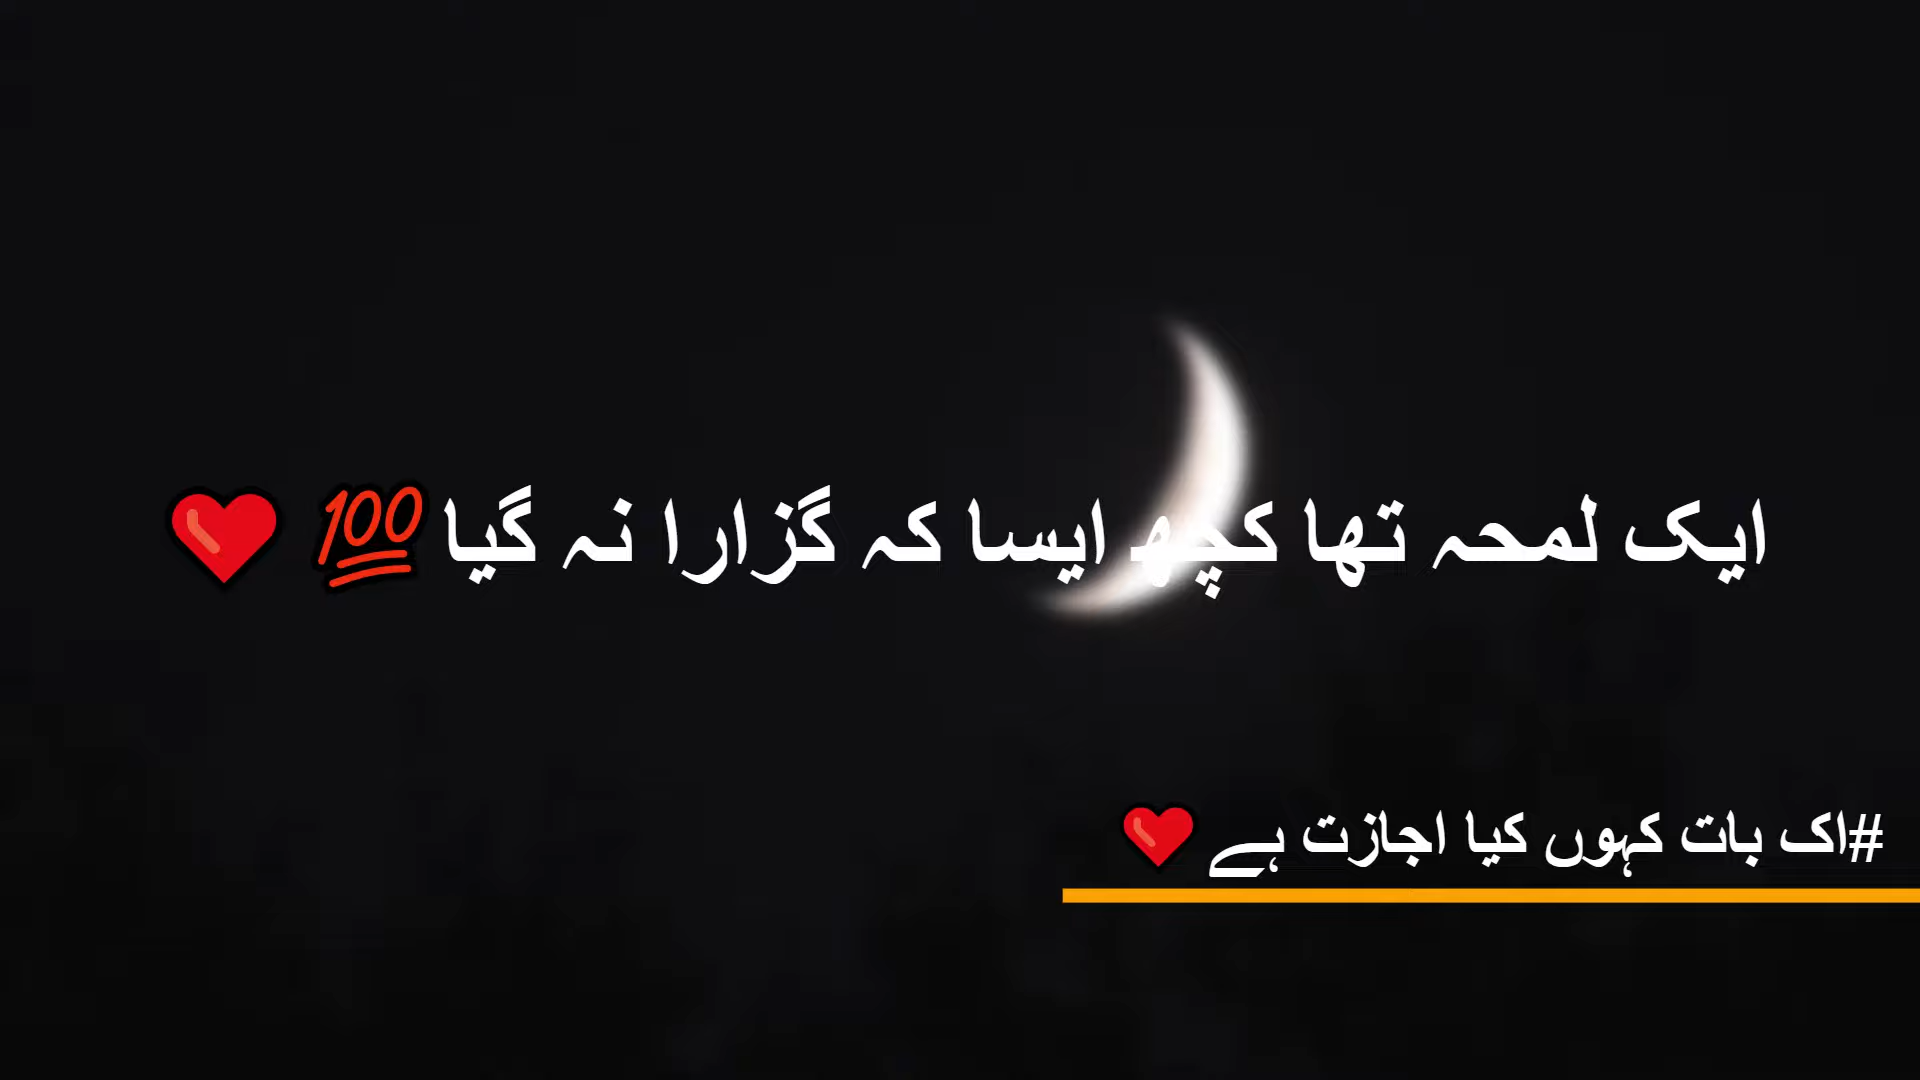 ایک لمحہ تھا کچھ ایسا کہ گزارا نہ گیا 💯 ❤️
#اک بات کہوں کیا اجازت ہے ❤️